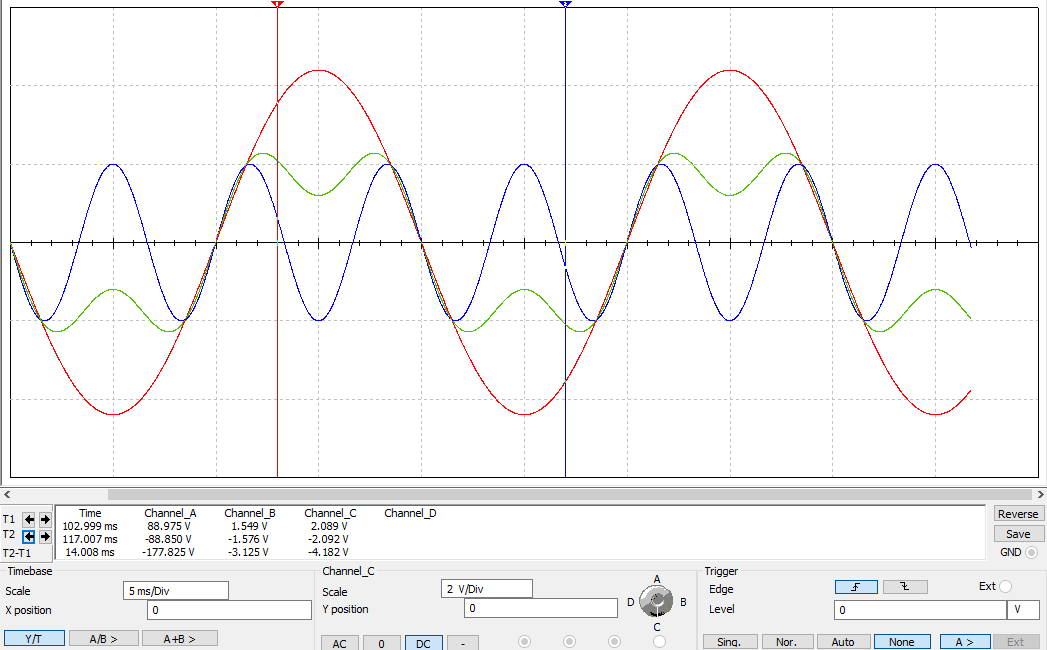 1 2
T1
T2
T2-T1
Time Channel_A Channel_B Channel_C Channel_D
102.999 ms 88.975 V 1.549 V 2.089 V
117.007 ms -88.850 V -1.576 V -2.092 V
14.008 ms -177.825 V -3.125 V -4.182 V
Reverse
Save
GND
Timebase
Scale 5 ms/Div
X position 0
Y/T A/B > A+B >
Channel_C
Scale 2 V/Div
Y position 0
AC 0 DC -
A
D B
C
Trigger
Edge Ext
Level 0 V
Sing. Nor. Auto None A > Ext